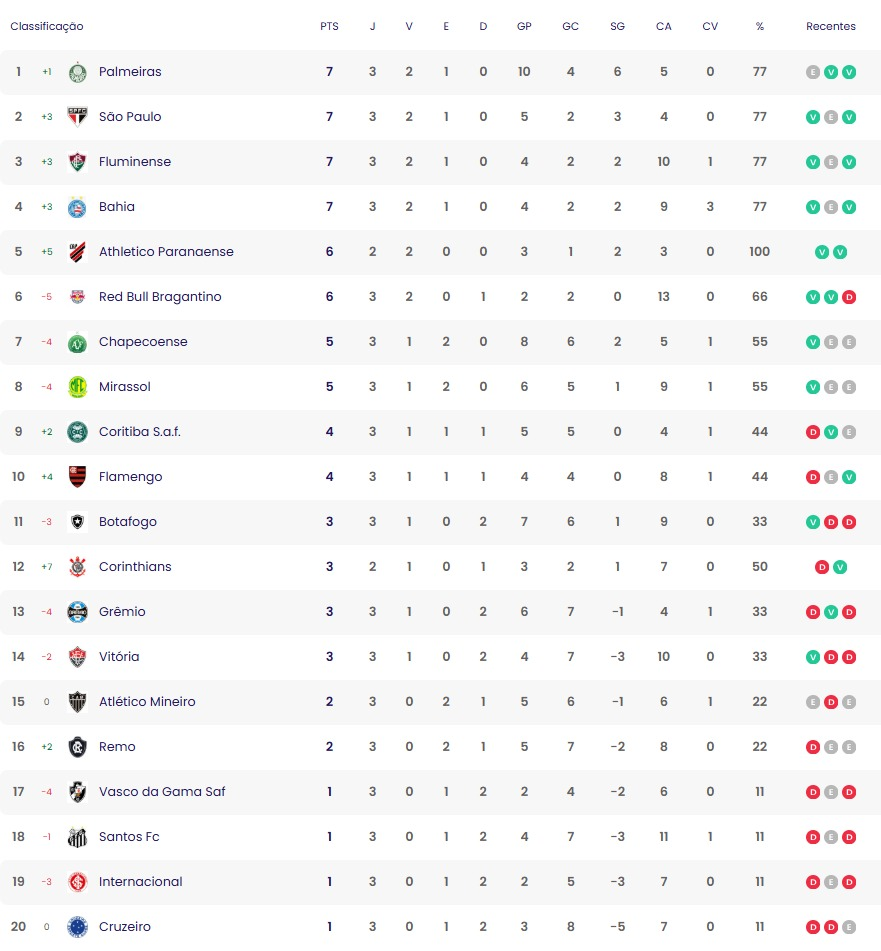 Classificação PTS J V E D GP GC SG CA CV % Recentes
1 +1 Palmeiras 7 3 2 1 0 10 4 6 5 0 77 E V V
2 +3 São Paulo 7 3 2 1 0 5 2 3 4 0 77 V E V
3 +3 Fluminense 7 3 2 1 0 4 2 2 10 1 77 V E V
4 +3 Bahia 7 3 2 1 0 4 2 2 9 3 77 V E V
5 +5 Athletico Paranaense 6 2 2 0 0 3 1 2 3 0 100 V V
6 -5 Red Bull Bragantino 6 3 2 0 1 2 2 0 13 0 66 V V D
7 -4 Chapecoense 5 3 1 2 0 8 6 2 5 1 55 V E E
8 -4 Mirassol 5 3 1 2 0 6 5 1 9 1 55 V E E
9 +2 Coritiba S.a.f. 4 3 1 1 1 5 5 0 4 1 44 D V E
10 +4 Flamengo 4 3 1 1 1 4 4 0 8 1 44 D E V
11 -3 Botafogo 3 3 1 0 2 7 6 1 9 0 33 V D D
12 +7 Corinthians 3 2 1 0 1 3 2 1 7 0 50 D V
13 -4 Grêmio 3 3 1 0 2 6 7 -1 4 1 33 D V D
14 -2 Vitória 3 3 1 0 2 4 7 -3 10 0 33 V D D
15 0 Atlético Mineiro 2 3 0 2 1 5 6 -1 6 1 22 E D E
16 +2 Remo 2 3 0 2 1 5 7 -2 8 0 22 D E E
17 -4 Vasco da Gama Saf 1 3 0 1 2 2 4 -2 6 0 11 D E D
18 -1 Santos Fc 1 3 0 1 2 4 7 -3 11 1 11 D E D
19 -3 Internacional 1 3 0 1 2 2 5 -3 7 0 11 D E D
20 0 Cruzeiro 1 3 0 1 2 3 8 -5 7 0 11 D D E